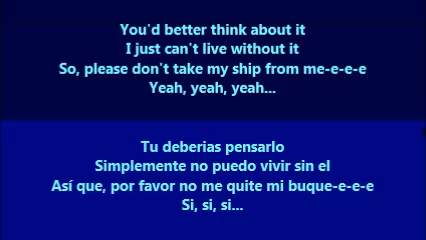 You'd better think about it
I just can't live without it
So, please don't take my ship from me-e-e-e
Yeah, yeah, yeah...
Tu deberias pensarlo
Simplemente no puedo vivir sin el
Así que, por favor no me quite mi buque-e-e-e
Si, si, si...